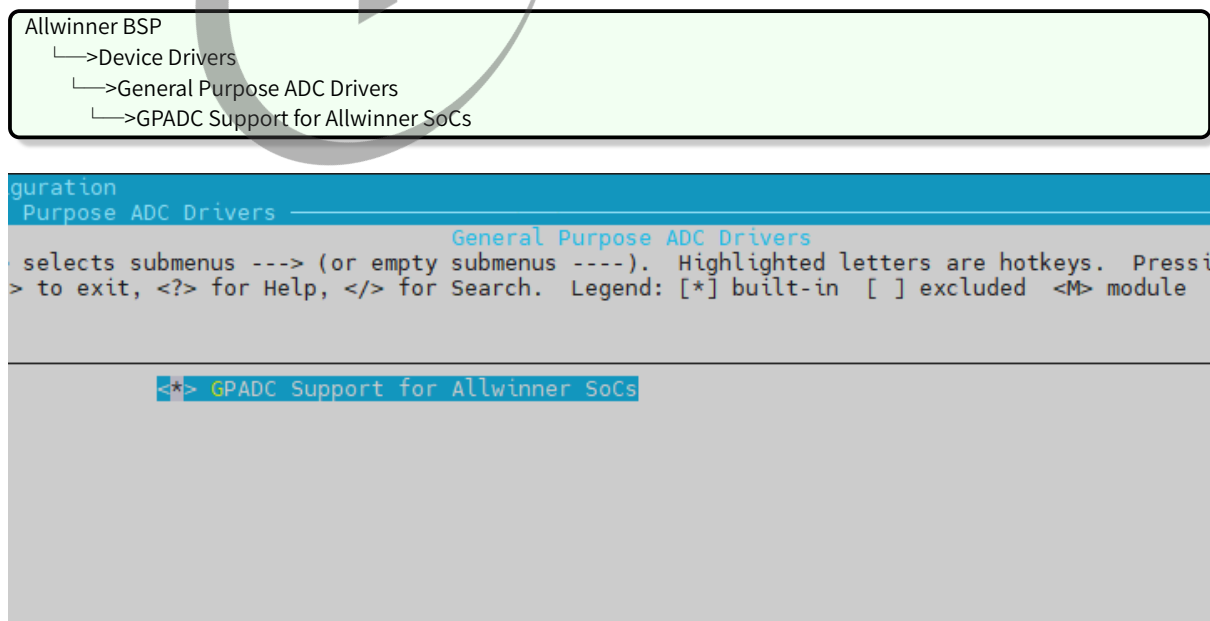 Allwinner BSP
└──>Device Drivers
└──>General Purpose ADC Drivers
└──>GPADC Support for Allwinner SoCs
guration
Purpose ADC Drivers
General Purpose ADC Drivers
selects submenus ---> (or empty submenus ----). Highlighted letters are hotkeys. Pressi
> to exit, <?> for Help, </> for Search. Legend: [*] built-in [ ] excluded <M> module
<*> GPADC Support for Allwinner SoCs